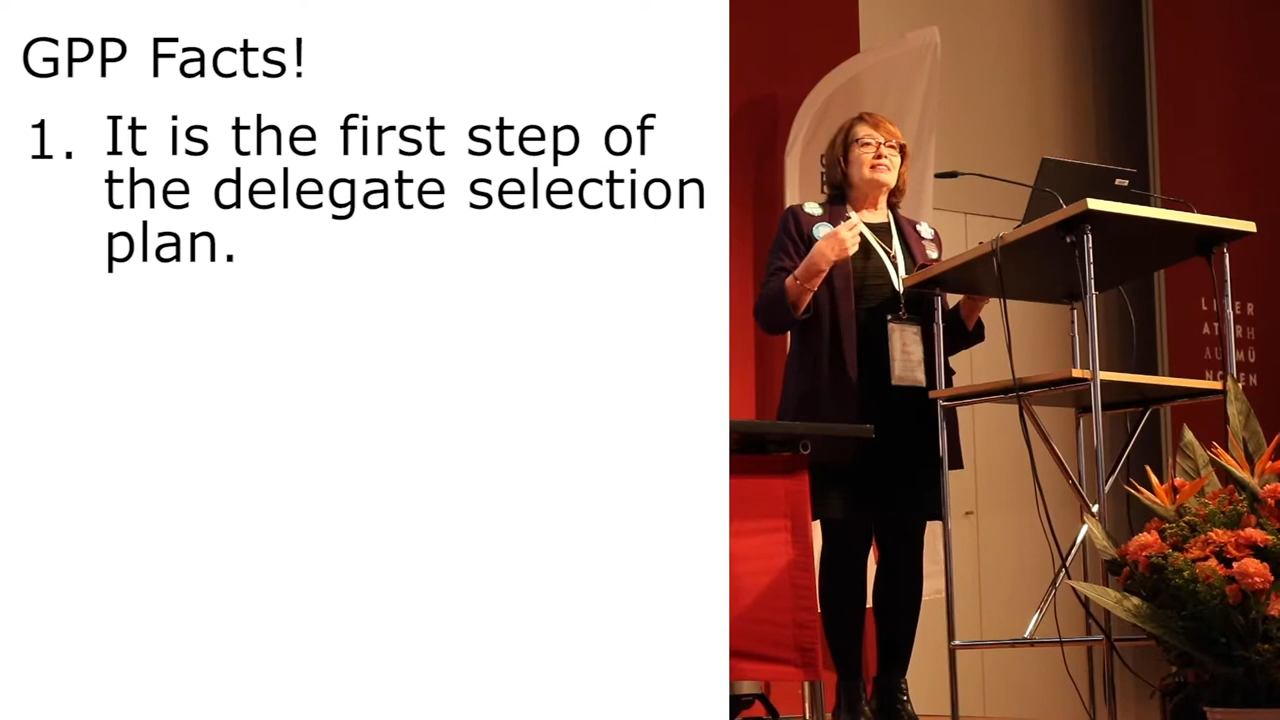 GPP Facts!
1. It is the first step of
the delegate selection
plan.
L I T E R
A T U R H
A U S M Ü
N C H E N